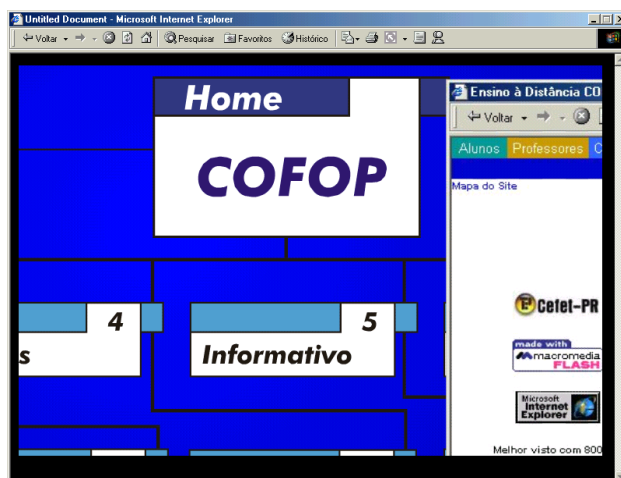 Untitled Document - Microsoft Internet Explorer
Voltar
Pesquisar
Favoritos
Histórico
Home
COFOP
4
s
5
Informativo
Ensino à Distância CO
Voltar
Alunos
Professores
C
Mapa do Site
Cefet-PR
made with
macromedia
FLASH
Microsoft
Internet
Explorer
Melhor visto com 800